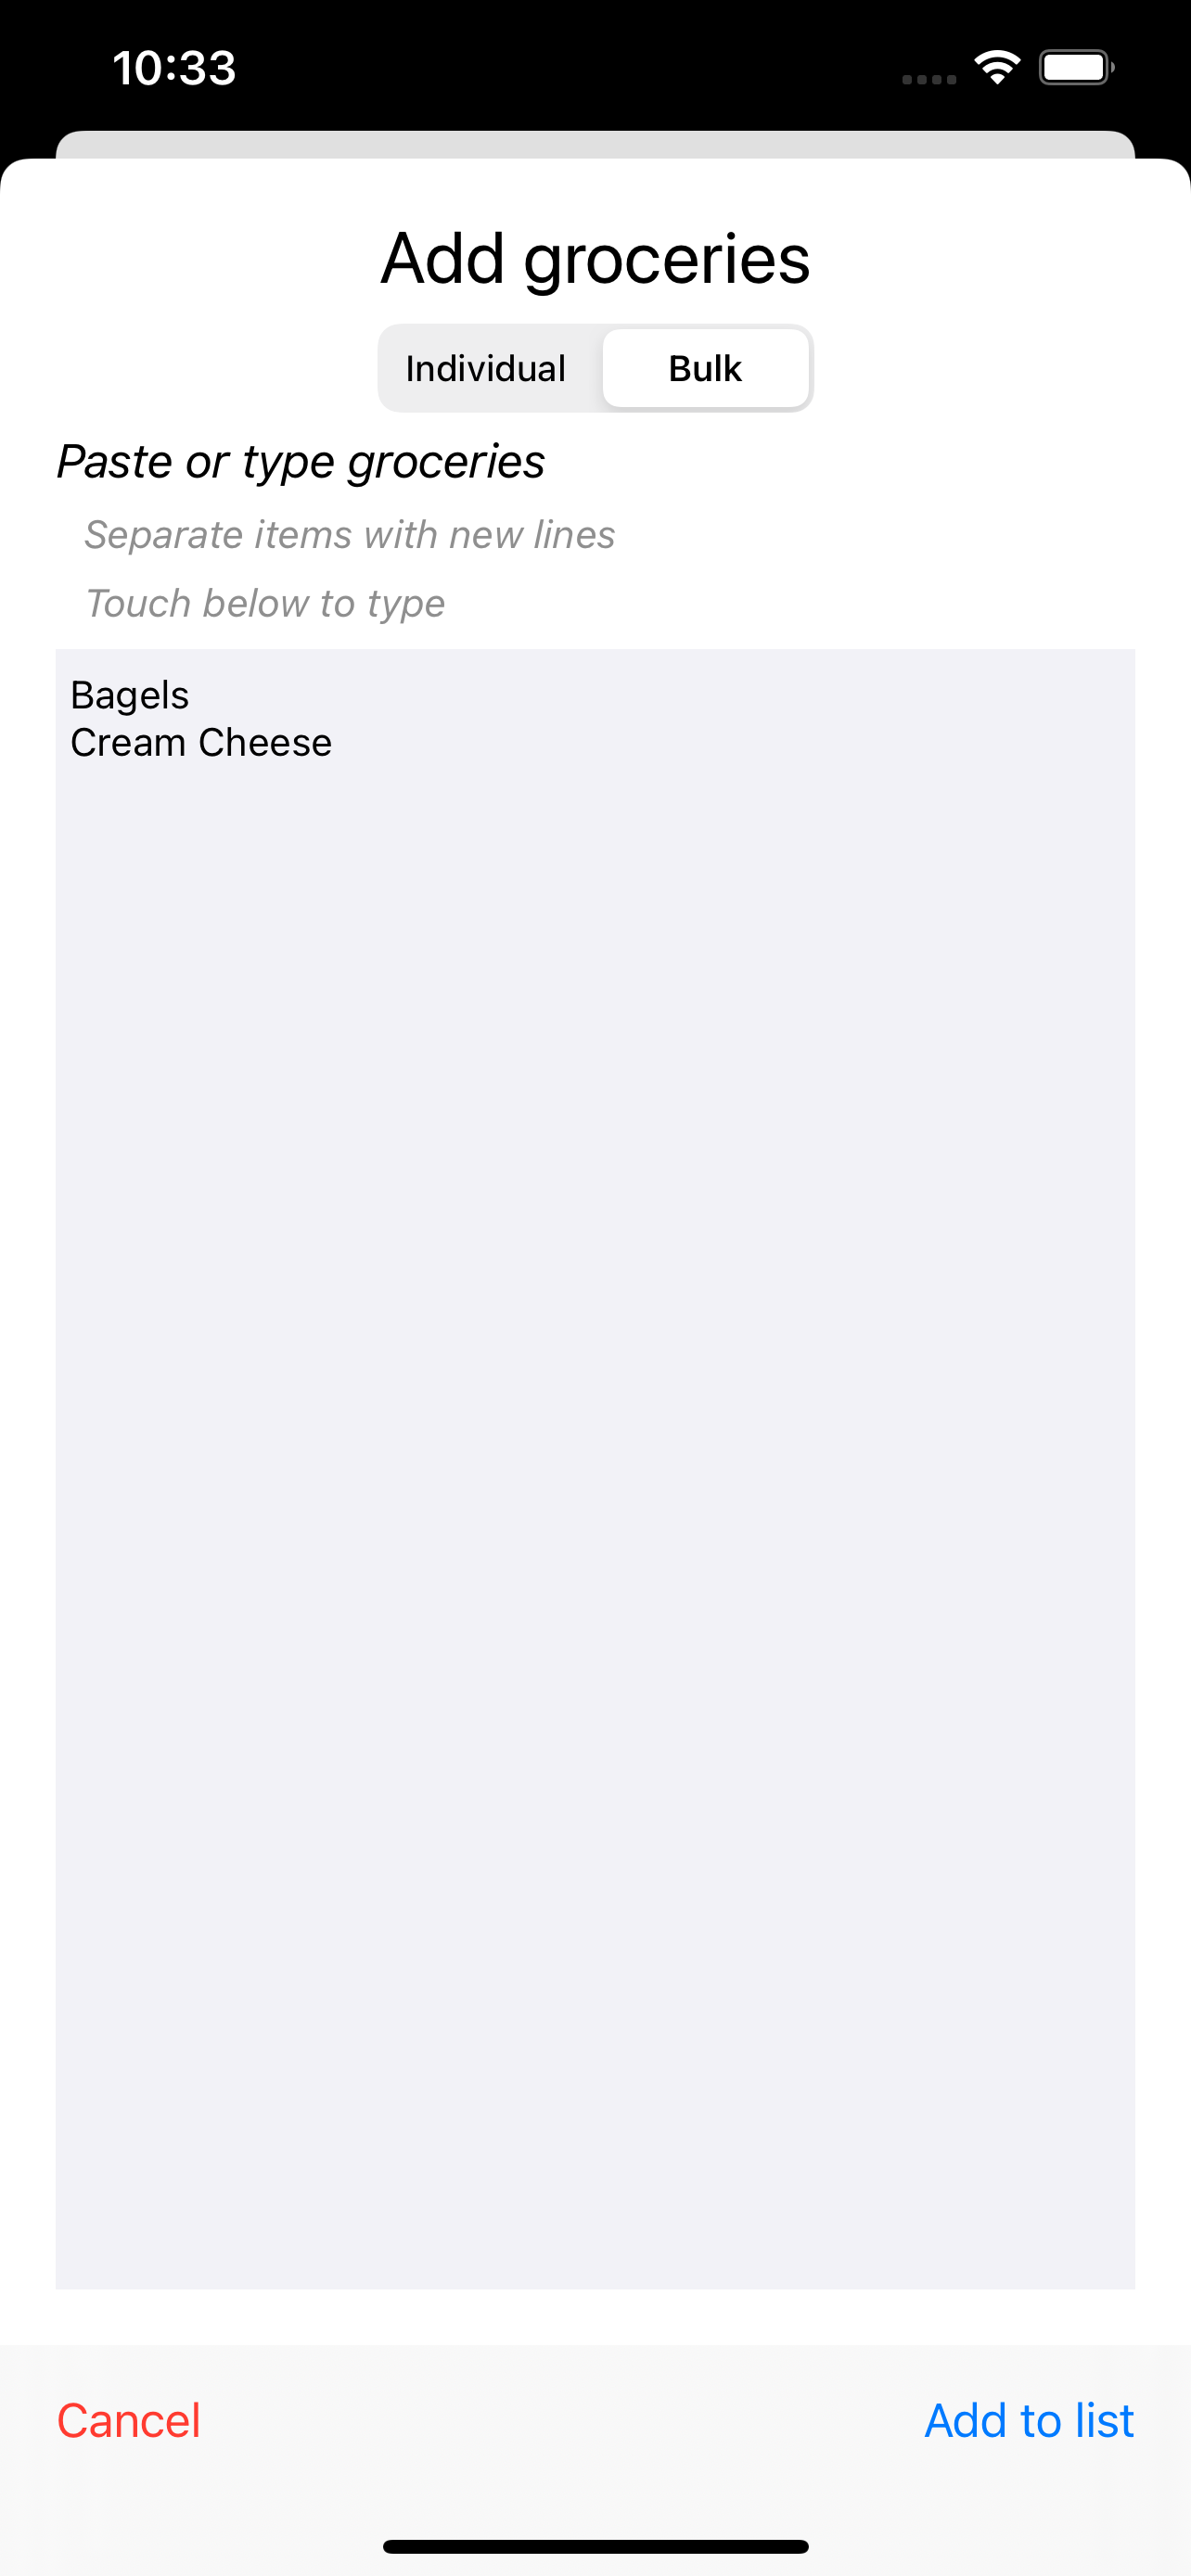 10:33
Add groceries
Individual Bulk
Paste or type groceries
Separate items with new lines
Touch below to type
Bagels
Cream Cheese
Cancel Add to list